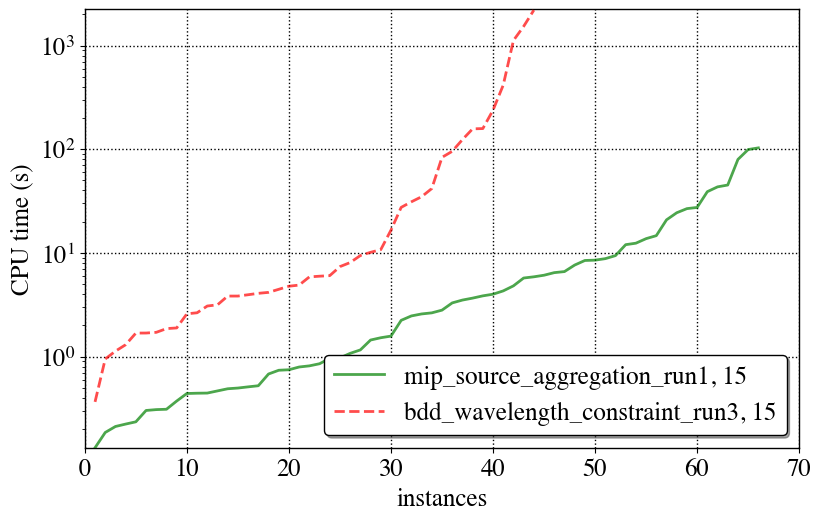 10³
10²
10¹
10⁰
CPU time (s)
mip_source_aggregation_run1, 15
bdd_wavelength_constraint_run3, 15
0 10 20 30 40 50 60 70
instances